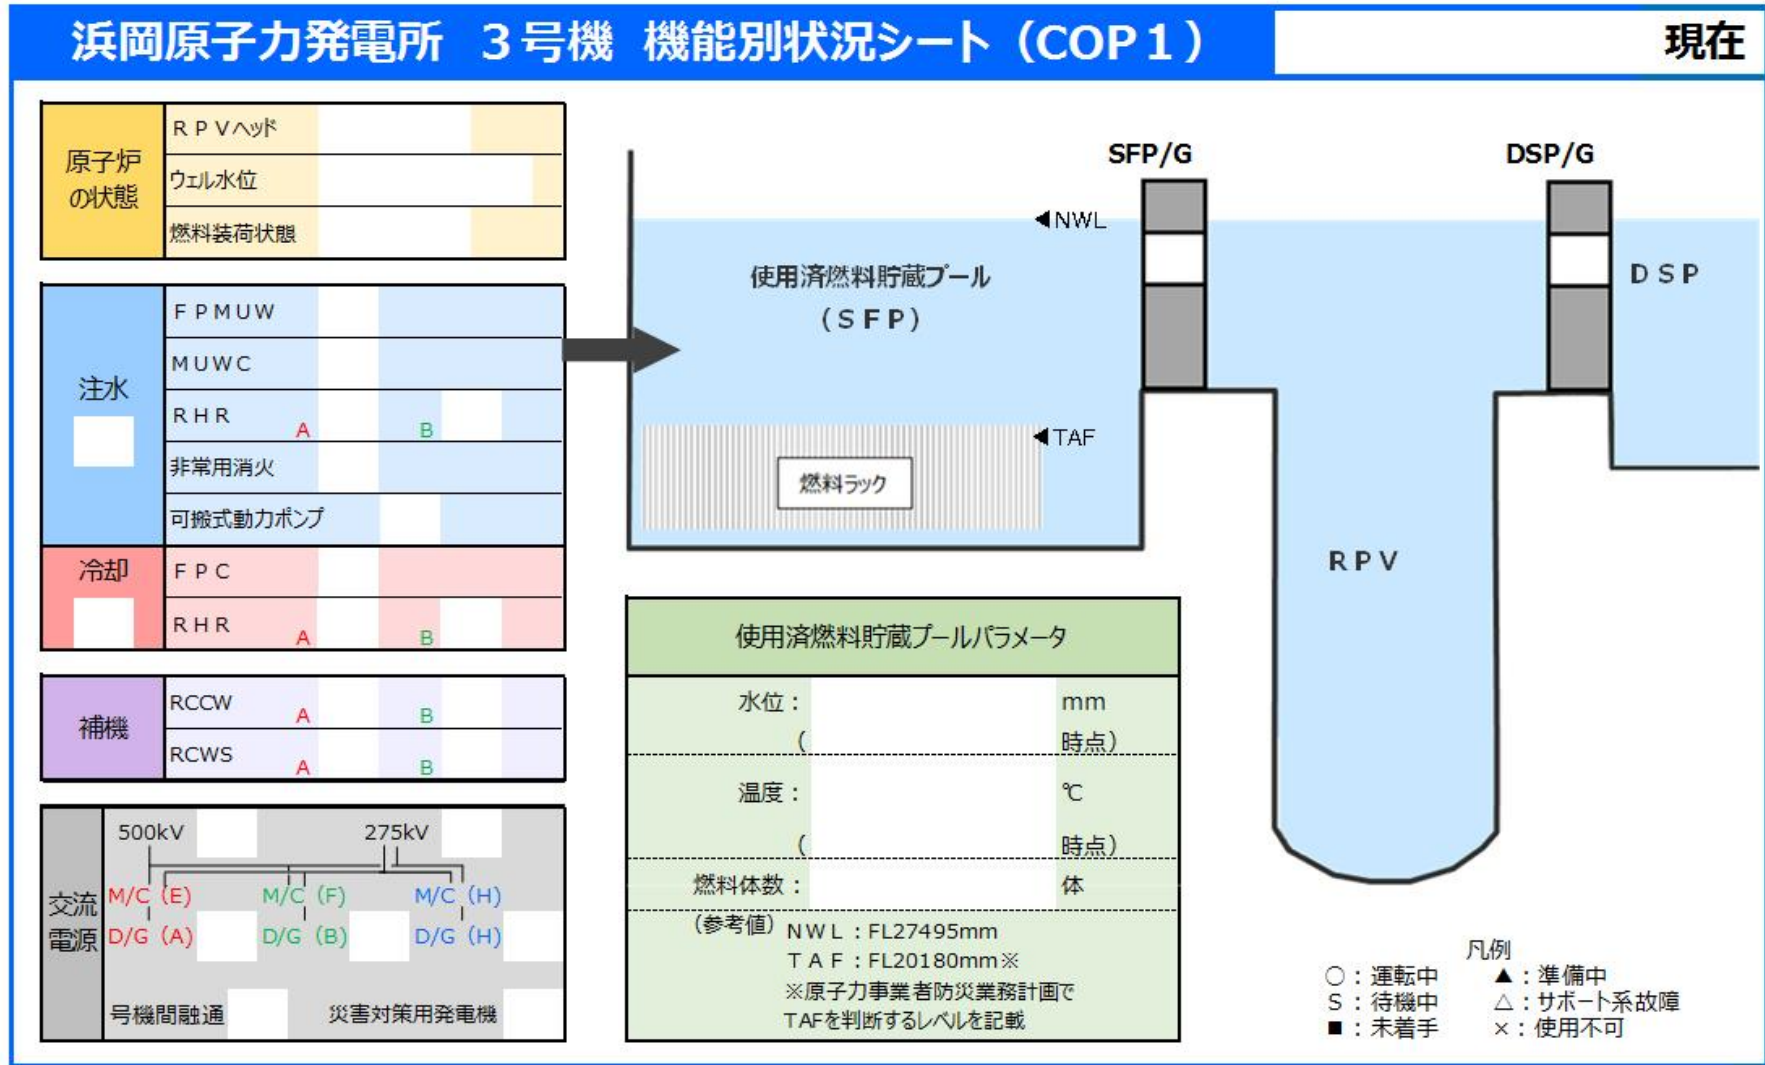 浜岡原子力発電所 3号機 機能別状況シート（COP1）
現在
原子炉
の状態
RPVヘッド
ウェル水位
燃料装荷状態
注水
FPMUW
MUWC
RHR A B
非常用消火
可搬式動力ポンプ
冷却
FPC
RHR A B
補機
RCCW A B
RCWS A B
交流
電源
500kV 275kV
M/C（E） M/C（F） M/C（H）
D/G（A） D/G（B） D/G（H）
号機間融通 災害対策用発電機
SFP/G
DSP/G
◀NWL
使用済燃料貯蔵プール
（SFP）
DSP
◀TAF
燃料ラック
RPV
使用済燃料貯蔵プールパラメータ
水位： mm
（ 時点）
温度： ℃
（ 時点）
燃料体数： 体
（参考値）NWL：FL27495mm
TAF：FL20180mm※
※原子力事業者防災業務計画で
TAFを判断するレベルを記載
凡例
○：運転中 ▲：準備中
S：待機中 △：サポート系故障
■：未着手 ×：使用不可